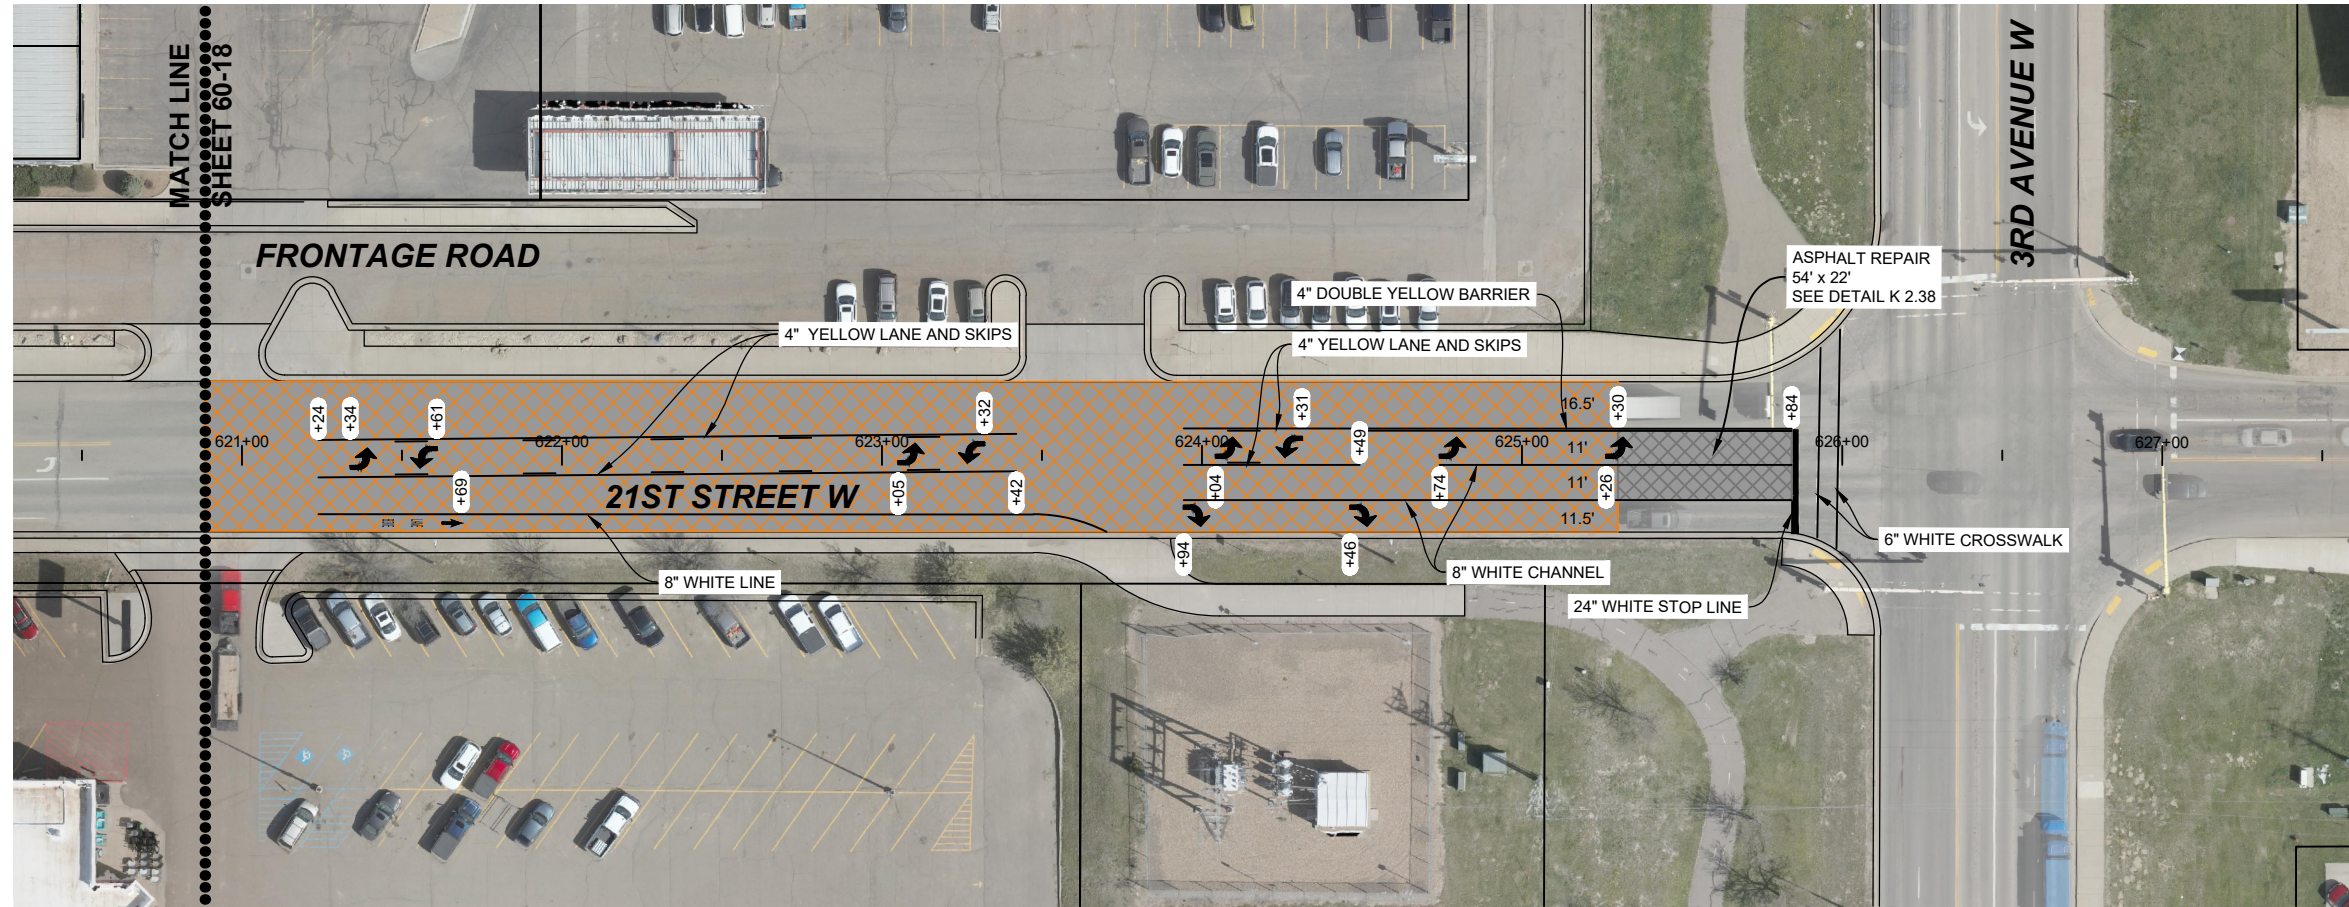 MATCH LINE
SHEET 60-18
FRONTAGE ROAD
3RD AVENUE W
ASPHALT REPAIR
54' x 22'
SEE DETAIL K 2.38
4" DOUBLE YELLOW BARRIER
4" YELLOW LANE AND SKIPS
4" YELLOW LANE AND SKIPS
+24
+34
+61
+32
+31
+30
+84
16.5'
621+00
622+00
623+00
624+00
625+00
626+00
627+00
+49
11'
11'
11.5'
+69
21ST STREET W
+05
+42
+04
+74
+26
+94
+46
6" WHITE CROSSWALK
8" WHITE LINE
8" WHITE CHANNEL
24" WHITE STOP LINE